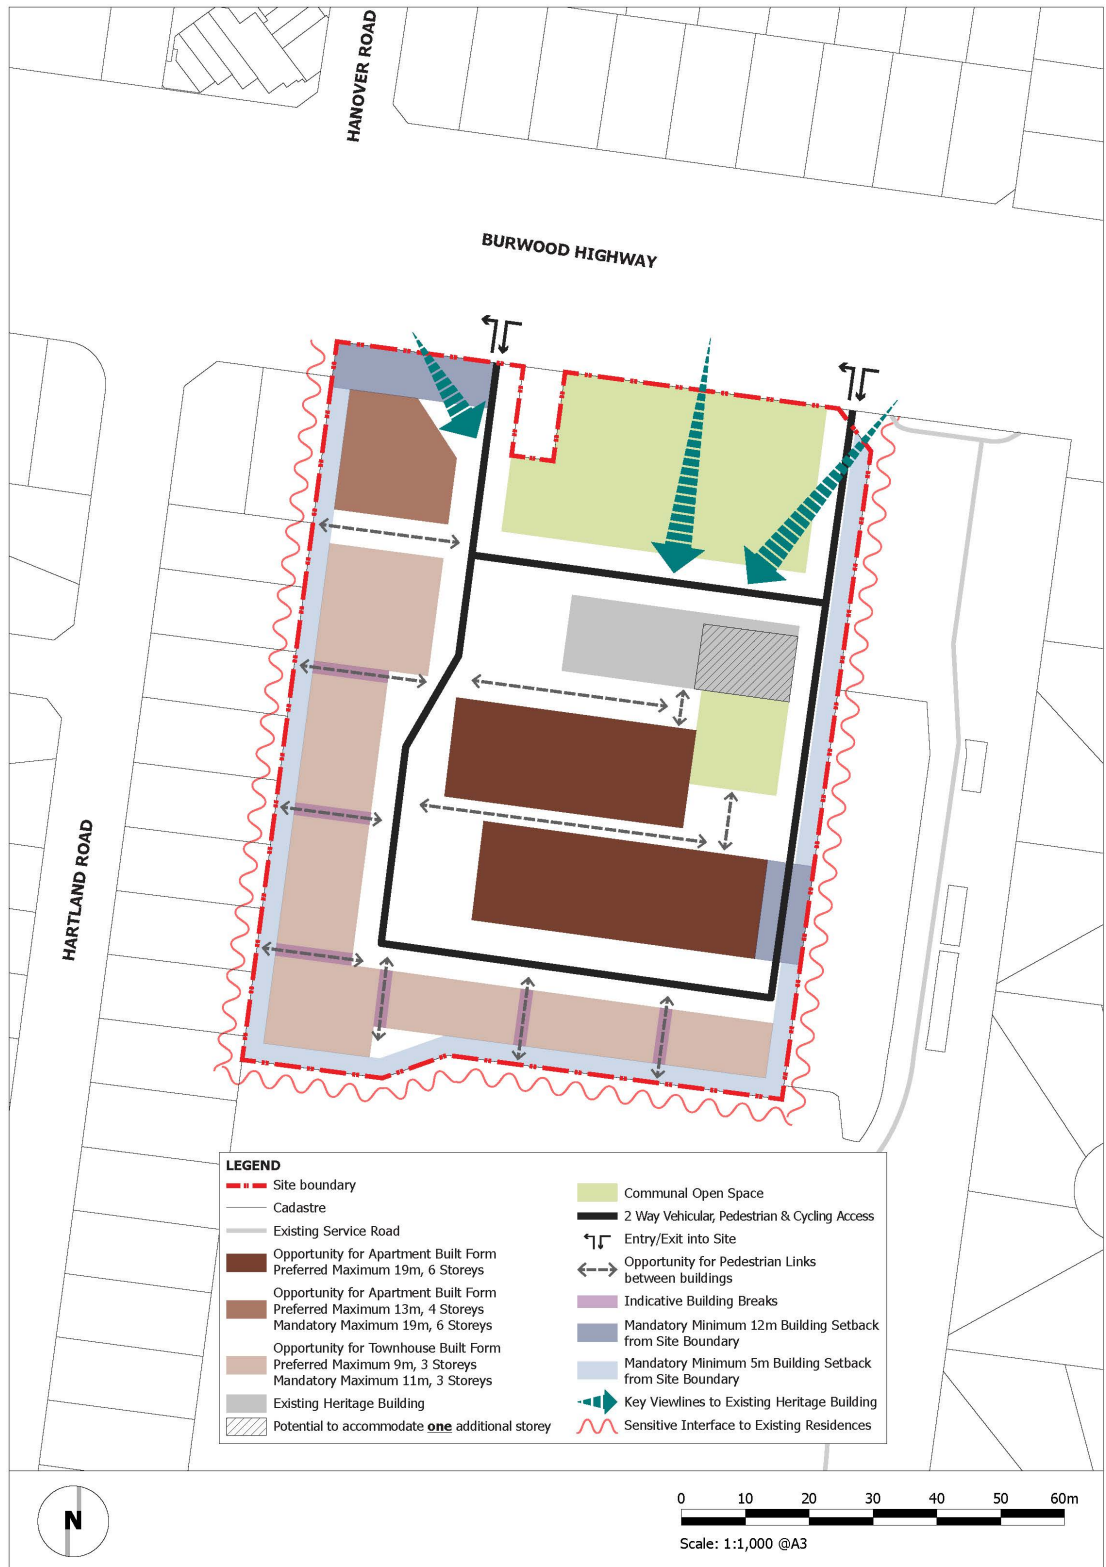 HANOVER ROAD
BURWOOD HIGHWAY
HARTLAND ROAD
LEGEND
Site boundary
Cadastre
Existing Service Road
Opportunity for Apartment Built Form
Preferred Maximum 19m, 6 Storeys
Opportunity for Apartment Built Form
Preferred Maximum 13m, 4 Storeys
Mandatory Maximum 19m, 6 Storeys
Opportunity for Townhouse Built Form
Preferred Maximum 9m, 3 Storeys
Mandatory Maximum 11m, 3 Storeys
Existing Heritage Building
Potential to accommodate one additional storey
Communal Open Space
2 Way Vehicular, Pedestrian & Cycling Access
Entry/Exit into Site
Opportunity for Pedestrian Links
between buildings
Indicative Building Breaks
Mandatory Minimum 12m Building Setback
from Site Boundary
Mandatory Minimum 5m Building Setback
from Site Boundary
Key Viewlines to Existing Heritage Building
Sensitive Interface to Existing Residences
N
0 10 20 30 40 50 60m
Scale: 1:1,000 @A3